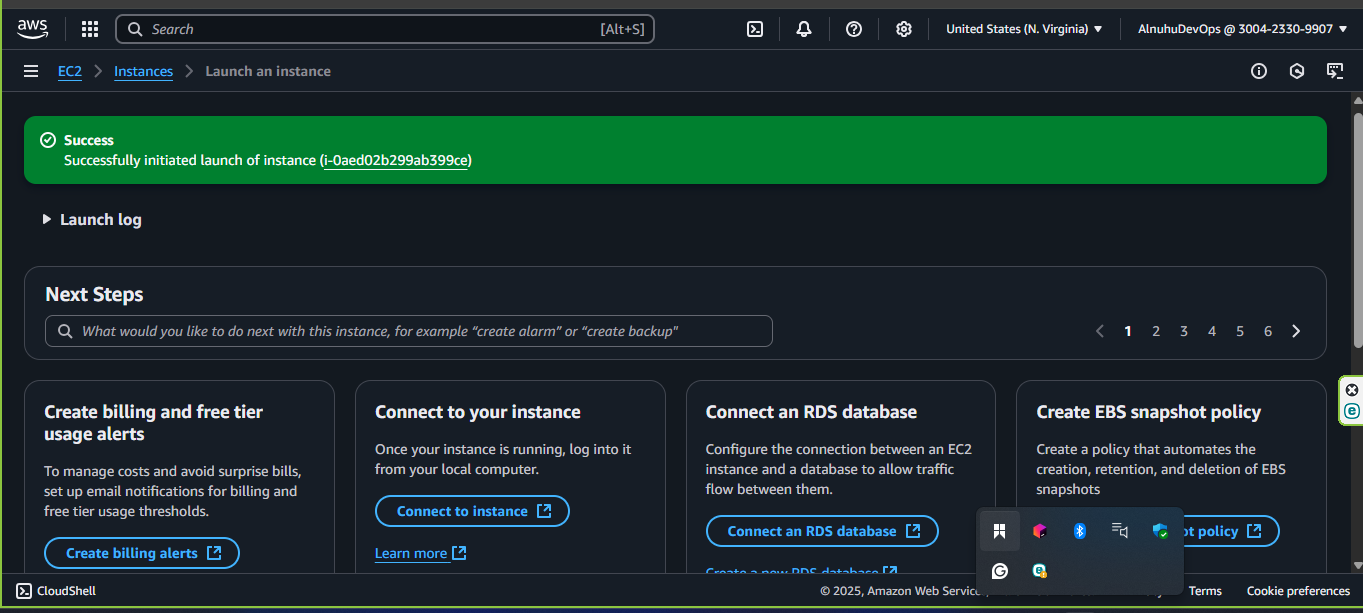 aws
Search [Alt+S]
United States (N. Virginia)
AlnuhuDevOps @ 3004-2330-9907
EC2
Instances
Launch an instance
Success
Successfully initiated launch of instance (i-0aed02b299ab399ce)
Launch log
Next Steps
What would you like to do next with this instance, for example “create alarm” or “create backup"
1 2 3 4 5 6
Create billing and free tier
usage alerts
To manage costs and avoid surprise bills,
set up email notifications for billing and
free tier usage thresholds.
Create billing alerts
Connect to your instance
Once your instance is running, log into it
from your local computer.
Connect to instance
Learn more
Connect an RDS database
Configure the connection between an EC2
instance and a database to allow traffic
flow between them.
Connect an RDS database
Create a new RDS database
Create EBS snapshot policy
Create a policy that automates the
creation, retention, and deletion of EBS
snapshots
policy
CloudShell
© 2025, Amazon Web
Terms
Cookie preferences